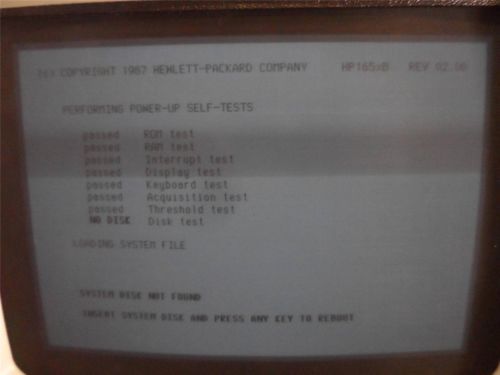 (c) COPYRIGHT 1987 HEWLETT-PACKARD COMPANY HP165xB REV 02.00
PERFORMING POWER-UP SELF-TESTS
passed ROM test
passed RAM test
passed Interrupt test
passed Display test
passed Keyboard test
passed Acquisition test
passed Threshold test
NO DISK Disk test
LOADING SYSTEM FILE
SYSTEM DISK NOT FOUND
INSERT SYSTEM DISK AND PRESS ANY KEY TO REBOOT